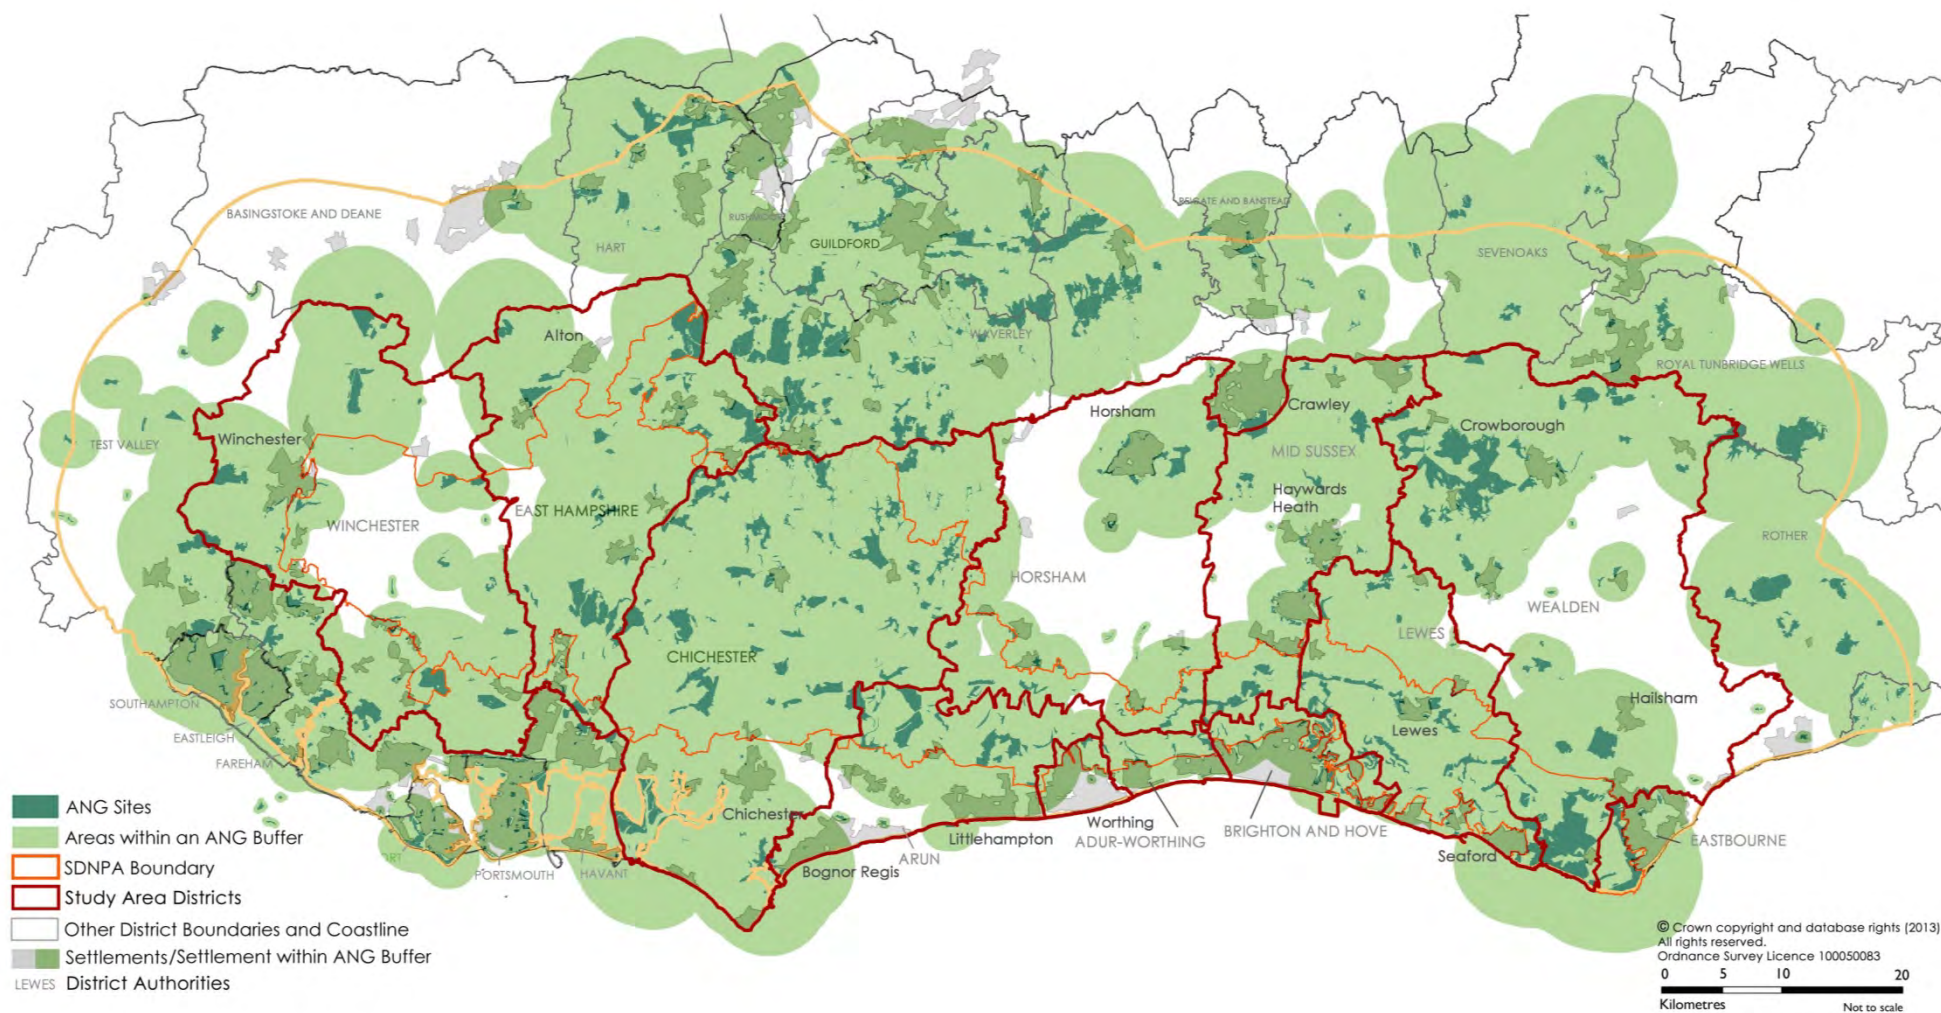 BASINGSTOKE AND DEANE
HART
RUSHMOOR
GUILDFORD
REIGATE AND BANSTEAD
SEVENOAKS
Alton
WAVERLEY
ROYAL TUNBRIDGE WELLS
TEST VALLEY
Winchester
Horsham
Crawley
Crowborough
MID SUSSEX
Haywards
Heath
WINCHESTER
EAST HAMPSHIRE
ROTHER
HORSHAM
WEALDEN
LEWES
CHICHESTER
SOUTHAMPTON
Hailsham
EASTLEIGH
Lewes
FAREHAM
Chichester
Worthing
Littlehampton
ADUR-WORTHING
BRIGHTON AND HOVE
EASTBOURNE
Seaford
ARUN
Bognor Regis
PORTSMOUTH
HAVANT
ANG Sites
Areas within an ANG Buffer
SDNPA Boundary
Study Area Districts
Other District Boundaries and Coastline
Settlements/Settlement within ANG Buffer
LEWES District Authorities
© Crown copyright and database rights (2013)
All rights reserved.
Ordnance Survey Licence 100050083
0 5 10 20
Kilometres
Not to scale